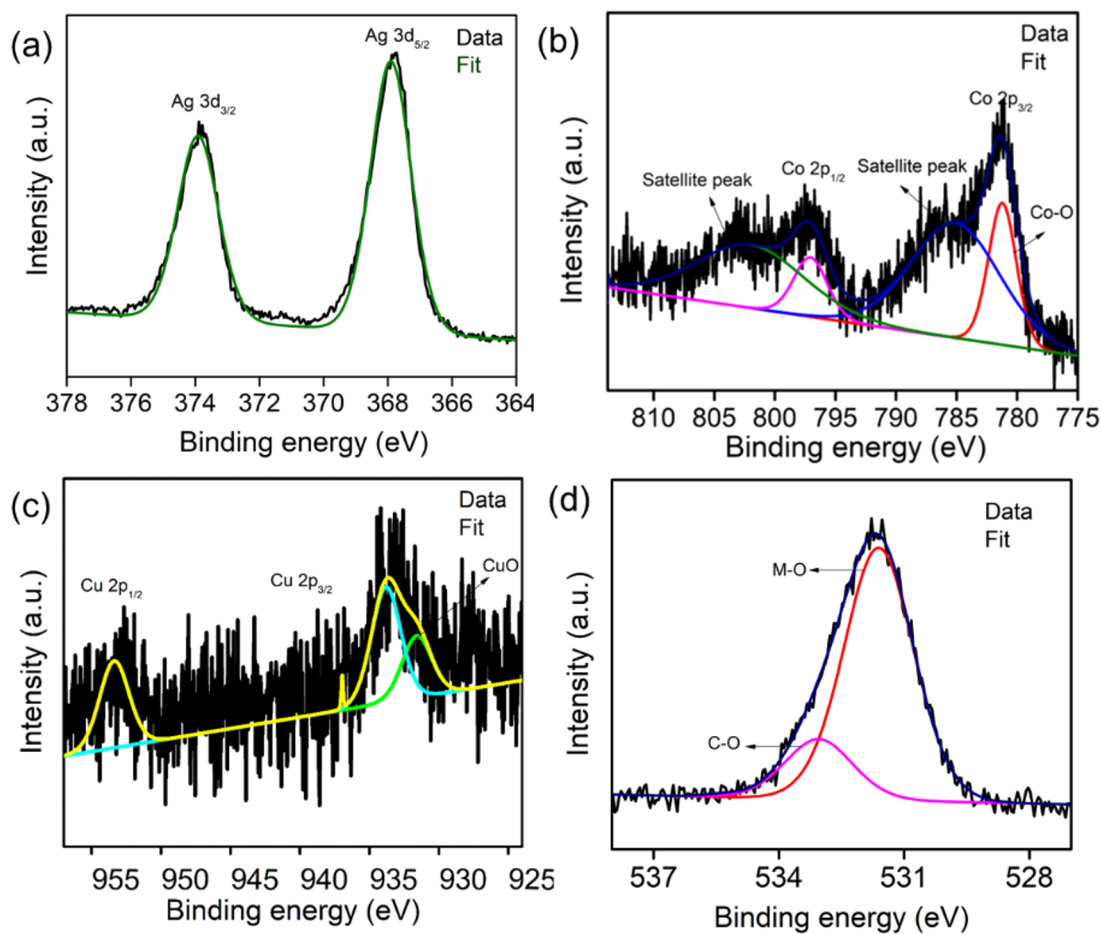 (a)
Ag 3d5/2
Data
Fit
Ag 3d3/2
Intensity (a.u.)
378 376 374 372 370 368 366 364
Binding energy (eV)
(b)
Data
Fit
Co 2p3/2
Satellite peak
Co 2p1/2
Satellite peak
Co-O
Intensity (a.u.)
810 805 800 795 790 785 780 775
Binding energy (eV)
(c)
Data
Fit
CuO
Cu 2p1/2
Cu 2p3/2
Intensity (a.u.)
955 950 945 940 935 930 925
Binding energy (eV)
(d)
Data
Fit
M-O
C-O
Intensity (a.u.)
537 534 531 528
Binding energy (eV)